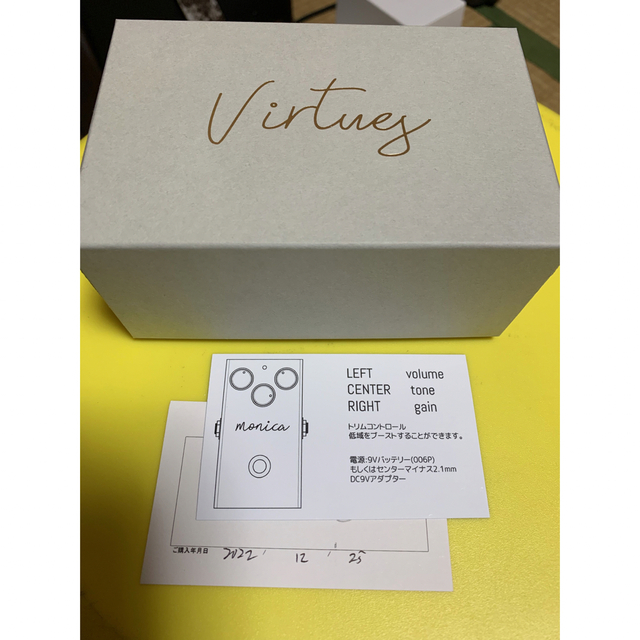 Virtues
monica
LEFT volume
CENTER tone
RIGHT gain
トリムコントロール
低域をブーストすることができます。
電源:9Vバッテリー(006P)
もしくはセンターマイナス2.1mm
DC9Vアダプター
ご購入年月日 2022 / 12 / 25